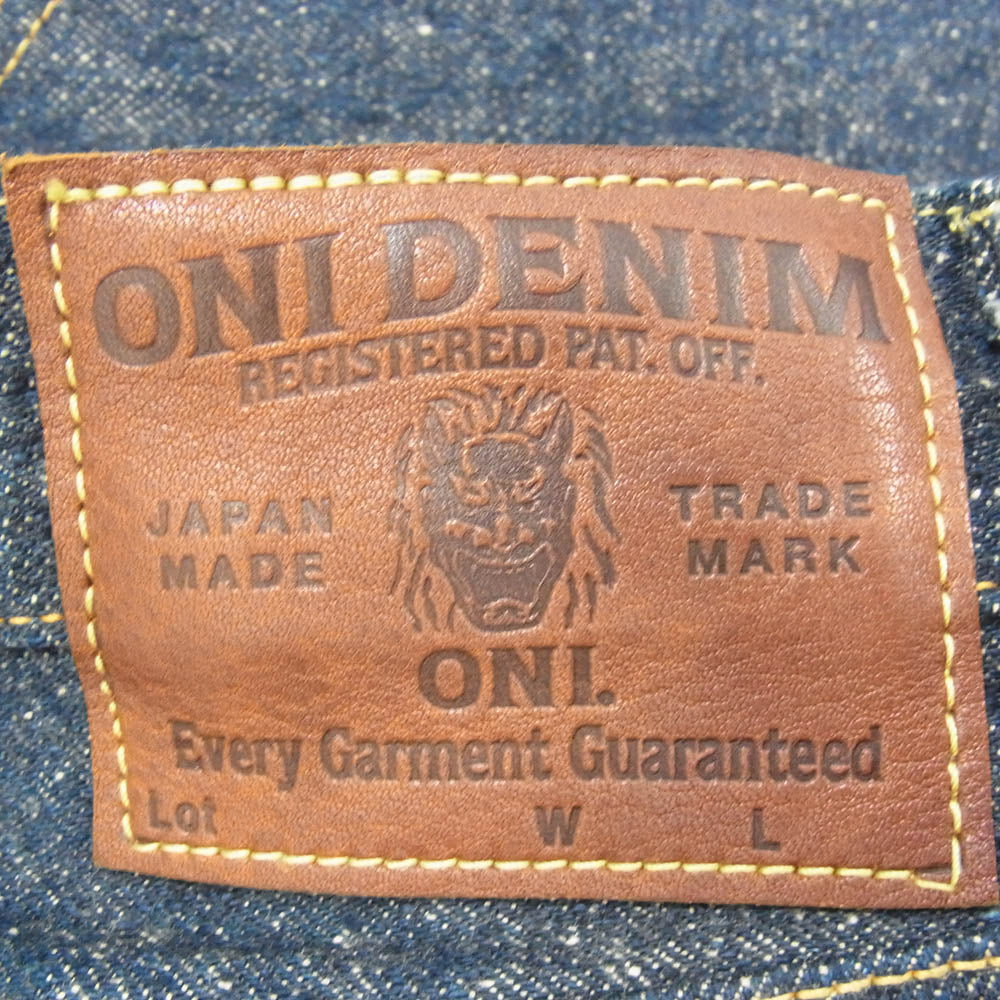 ONI DENIM
REGISTERED PAT. OFF.
JAPAN
MADE
TRADE
MARK
ONI.
Every Garment Guaranteed
Lot W L